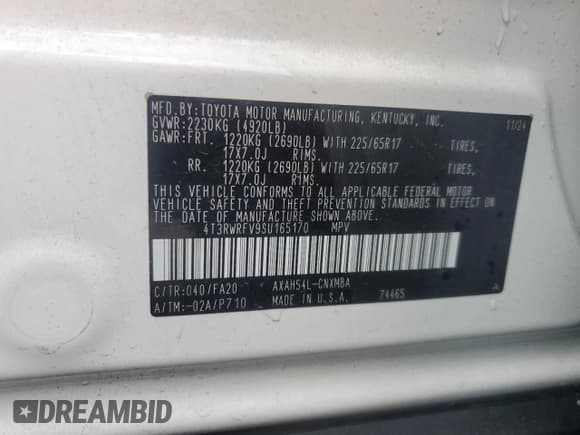 MFD.BY:TOYOTA MOTOR MANUFACTURING, KENTUCKY, INC. 11/24
GVWR:2230KG (4920LB)
GAWR:FRT. 1220KG (2690LB) WITH 225/65R17 TIRES,
17X7.0J RIMS.
RR. 1220KG (2690LB) WITH 225/65R17 TIRES,
17X7.0J RIMS.
THIS VEHICLE CONFORMS TO ALL APPLICABLE FEDERAL MOTOR
VEHICLE SAFETY AND THEFT PREVENTION STANDARDS IN EFFECT ON
THE DATE OF MANUFACTURE SHOWN ABOVE.
4T3RWRFV9SU165170 MPV
C/TR:040/FA20 AXAH54L-CNXMBA A
A/TM:-02A/P710 MADE IN U.S.A. 74465
DREAMBID